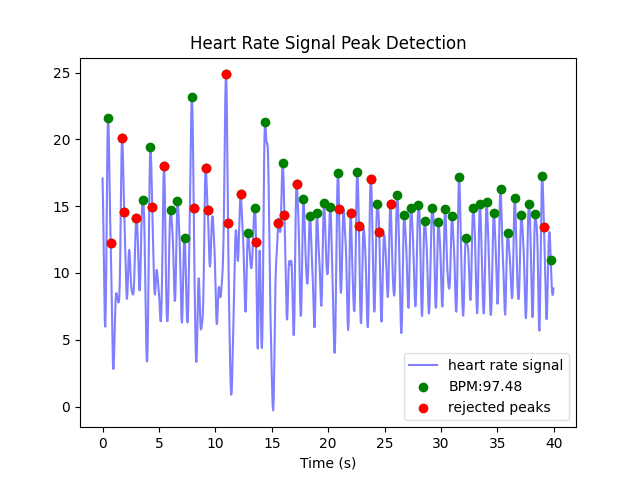 Heart Rate Signal Peak Detection
25
20
15
10
5
0
heart rate signal
BPM:97.48
rejected peaks
0 5 10 15 20 25 30 35 40
Time (s)